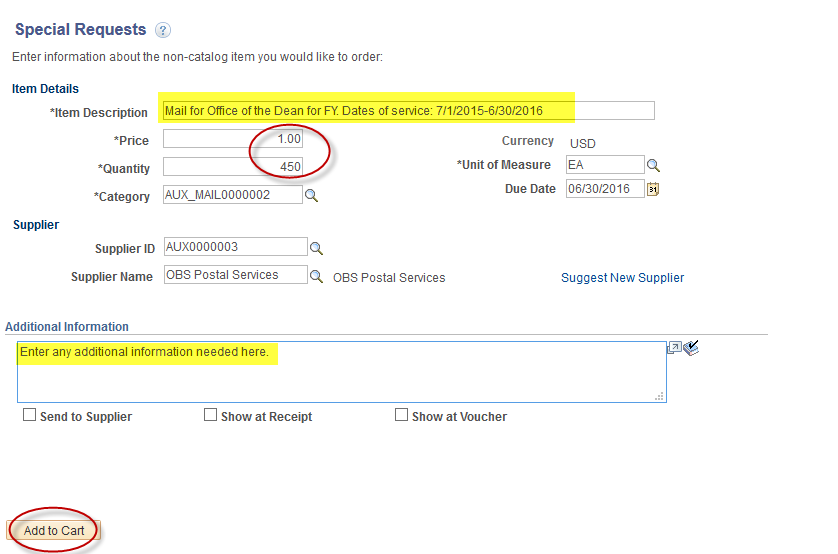 Special Requests ?
Enter information about the non-catalog item you would like to order:
Item Details
*Item Description Mail for Office of the Dean for FY. Dates of service: 7/1/2015-6/30/2016
*Price 1.00 Currency USD
*Quantity 450 *Unit of Measure EA
*Category AUX_MAIL0000002 Due Date 06/30/2016 31
Supplier
Supplier ID AUX0000003
Supplier Name OBS Postal Services OBS Postal Services Suggest New Supplier
Additional Information
Enter any additional information needed here.
Send to Supplier Show at Receipt Show at Voucher
Add to Cart